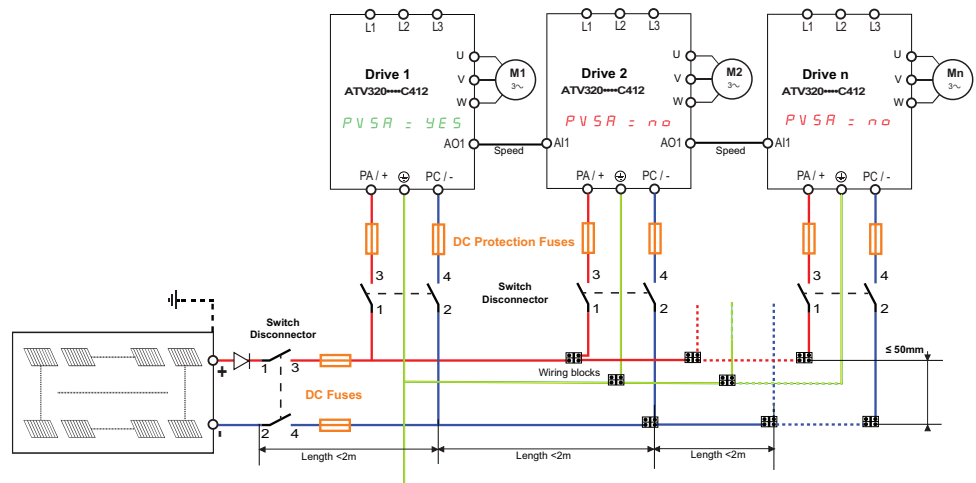 L1 L2 L3
L1 L2 L3
L1 L2 L3
U
U
U
Drive 1
M1
Drive 2
M2
Drive n
Mn
V
V
V
3~
3~
3~
ATV320••••C412
ATV320••••C412
ATV320••••C412
W
W
W
PVSA = YES
PVSA = no
PVSA = no
AO1
Speed
AI1
AO1
Speed
AI1
PA / +
PC / -
PA / +
PC / -
PA / +
PC / -
DC Protection Fuses
3
4
3
4
3
4
Switch
Disconnector
1
2
1
2
1
2
Switch
Disconnector
≤ 50mm
+
1
3
Wiring blocks
DC Fuses
-
2
4
Length <2m
Length <2m
Length <2m